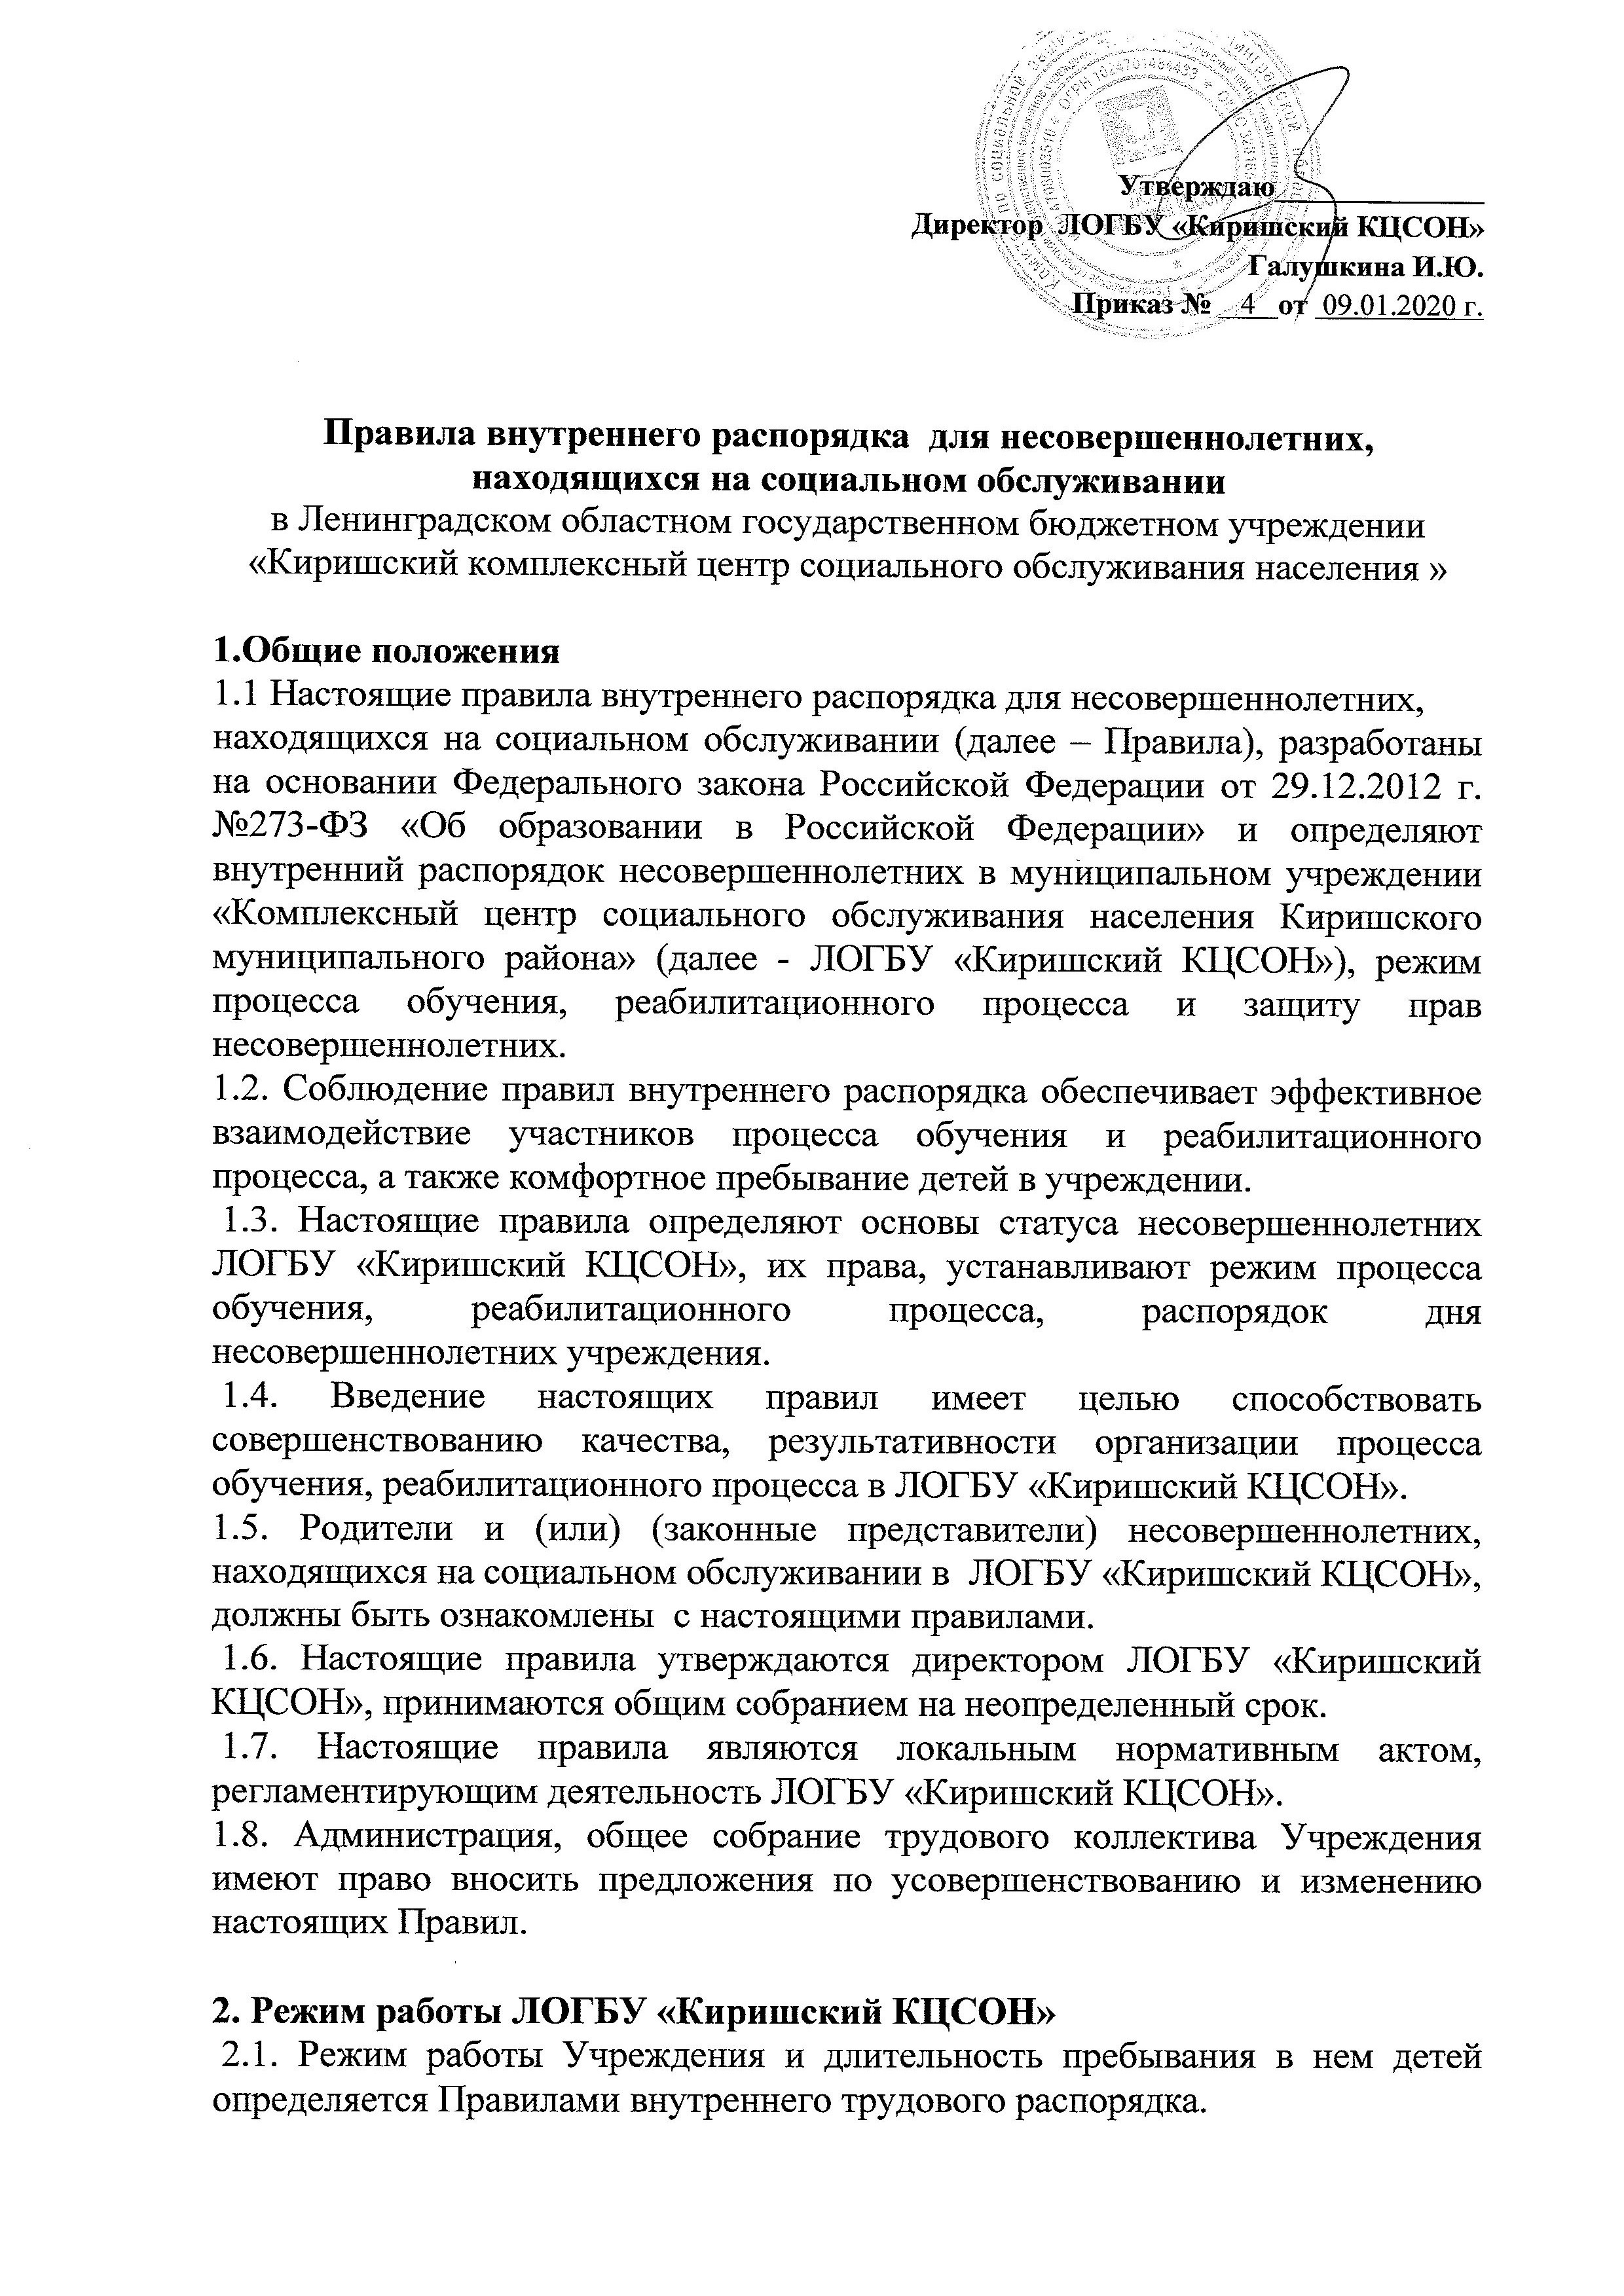 Утверждаю
Директор ЛОГБУ «Киришский КЦСОН»
Галушкина И.Ю.
Приказ № 4 от 09.01.2020 г.
Правила внутреннего распорядка для несовершеннолетних,
находящихся на социальном обслуживании
в Ленинградском областном государственном бюджетном учреждении
«Киришский комплексный центр социального обслуживания населения »
1.Общие положения
1.1 Настоящие правила внутреннего распорядка для несовершеннолетних,
находящихся на социальном обслуживании (далее – Правила), разработаны
на основании Федерального закона Российской Федерации от 29.12.2012 г.
№273-ФЗ «Об образовании в Российской Федерации» и определяют
внутренний распорядок несовершеннолетних в муниципальном учреждении
«Комплексный центр социального обслуживания населения Киришского
муниципального района» (далее - ЛОГБУ «Киришский КЦСОН»), режим
процесса обучения, реабилитационного процесса и защиту прав
несовершеннолетних.
1.2. Соблюдение правил внутреннего распорядка обеспечивает эффективное
взаимодействие участников процесса обучения и реабилитационного
процесса, а также комфортное пребывание детей в учреждении.
1.3. Настоящие правила определяют основы статуса несовершеннолетних
ЛОГБУ «Киришский КЦСОН», их права, устанавливают режим процесса
обучения, реабилитационного процесса, распорядок дня
несовершеннолетних учреждения.
1.4. Введение настоящих правил имеет целью способствовать
совершенствованию качества, результативности организации процесса
обучения, реабилитационного процесса в ЛОГБУ «Киришский КЦСОН».
1.5. Родители и (или) (законные представители) несовершеннолетних,
находящихся на социальном обслуживании в ЛОГБУ «Киришский КЦСОН»,
должны быть ознакомлены с настоящими правилами.
1.6. Настоящие правила утверждаются директором ЛОГБУ «Киришский
КЦСОН», принимаются общим собранием на неопределенный срок.
1.7. Настоящие правила являются локальным нормативным актом,
регламентирующим деятельность ЛОГБУ «Киришский КЦСОН».
1.8. Администрация, общее собрание трудового коллектива Учреждения
имеют право вносить предложения по усовершенствованию и изменению
настоящих Правил.
2. Режим работы ЛОГБУ «Киришский КЦСОН»
2.1. Режим работы Учреждения и длительность пребывания в нем детей
определяется Правилами внутреннего трудового распорядка.